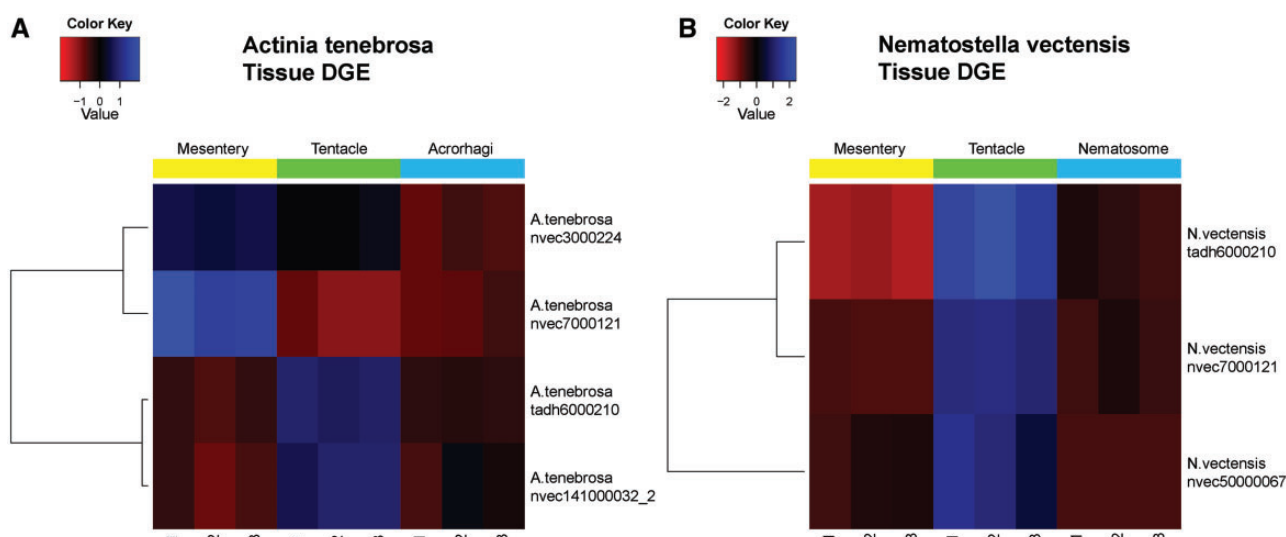 A
Color Key
−1 0 1
Value
Actinia tenebrosa
Tissue DGE
Mesentery Tentacle Acrorhagi
A.tenebrosa
nvec3000224
A.tenebrosa
nvec7000121
A.tenebrosa
tadh6000210
A.tenebrosa
nvec141000032_2
B
Color Key
−2 0 2
Value
Nematostella vectensis
Tissue DGE
Mesentery Tentacle Nematosome
N.vectensis
tadh6000210
N.vectensis
nvec7000121
N.vectensis
nvec50000067